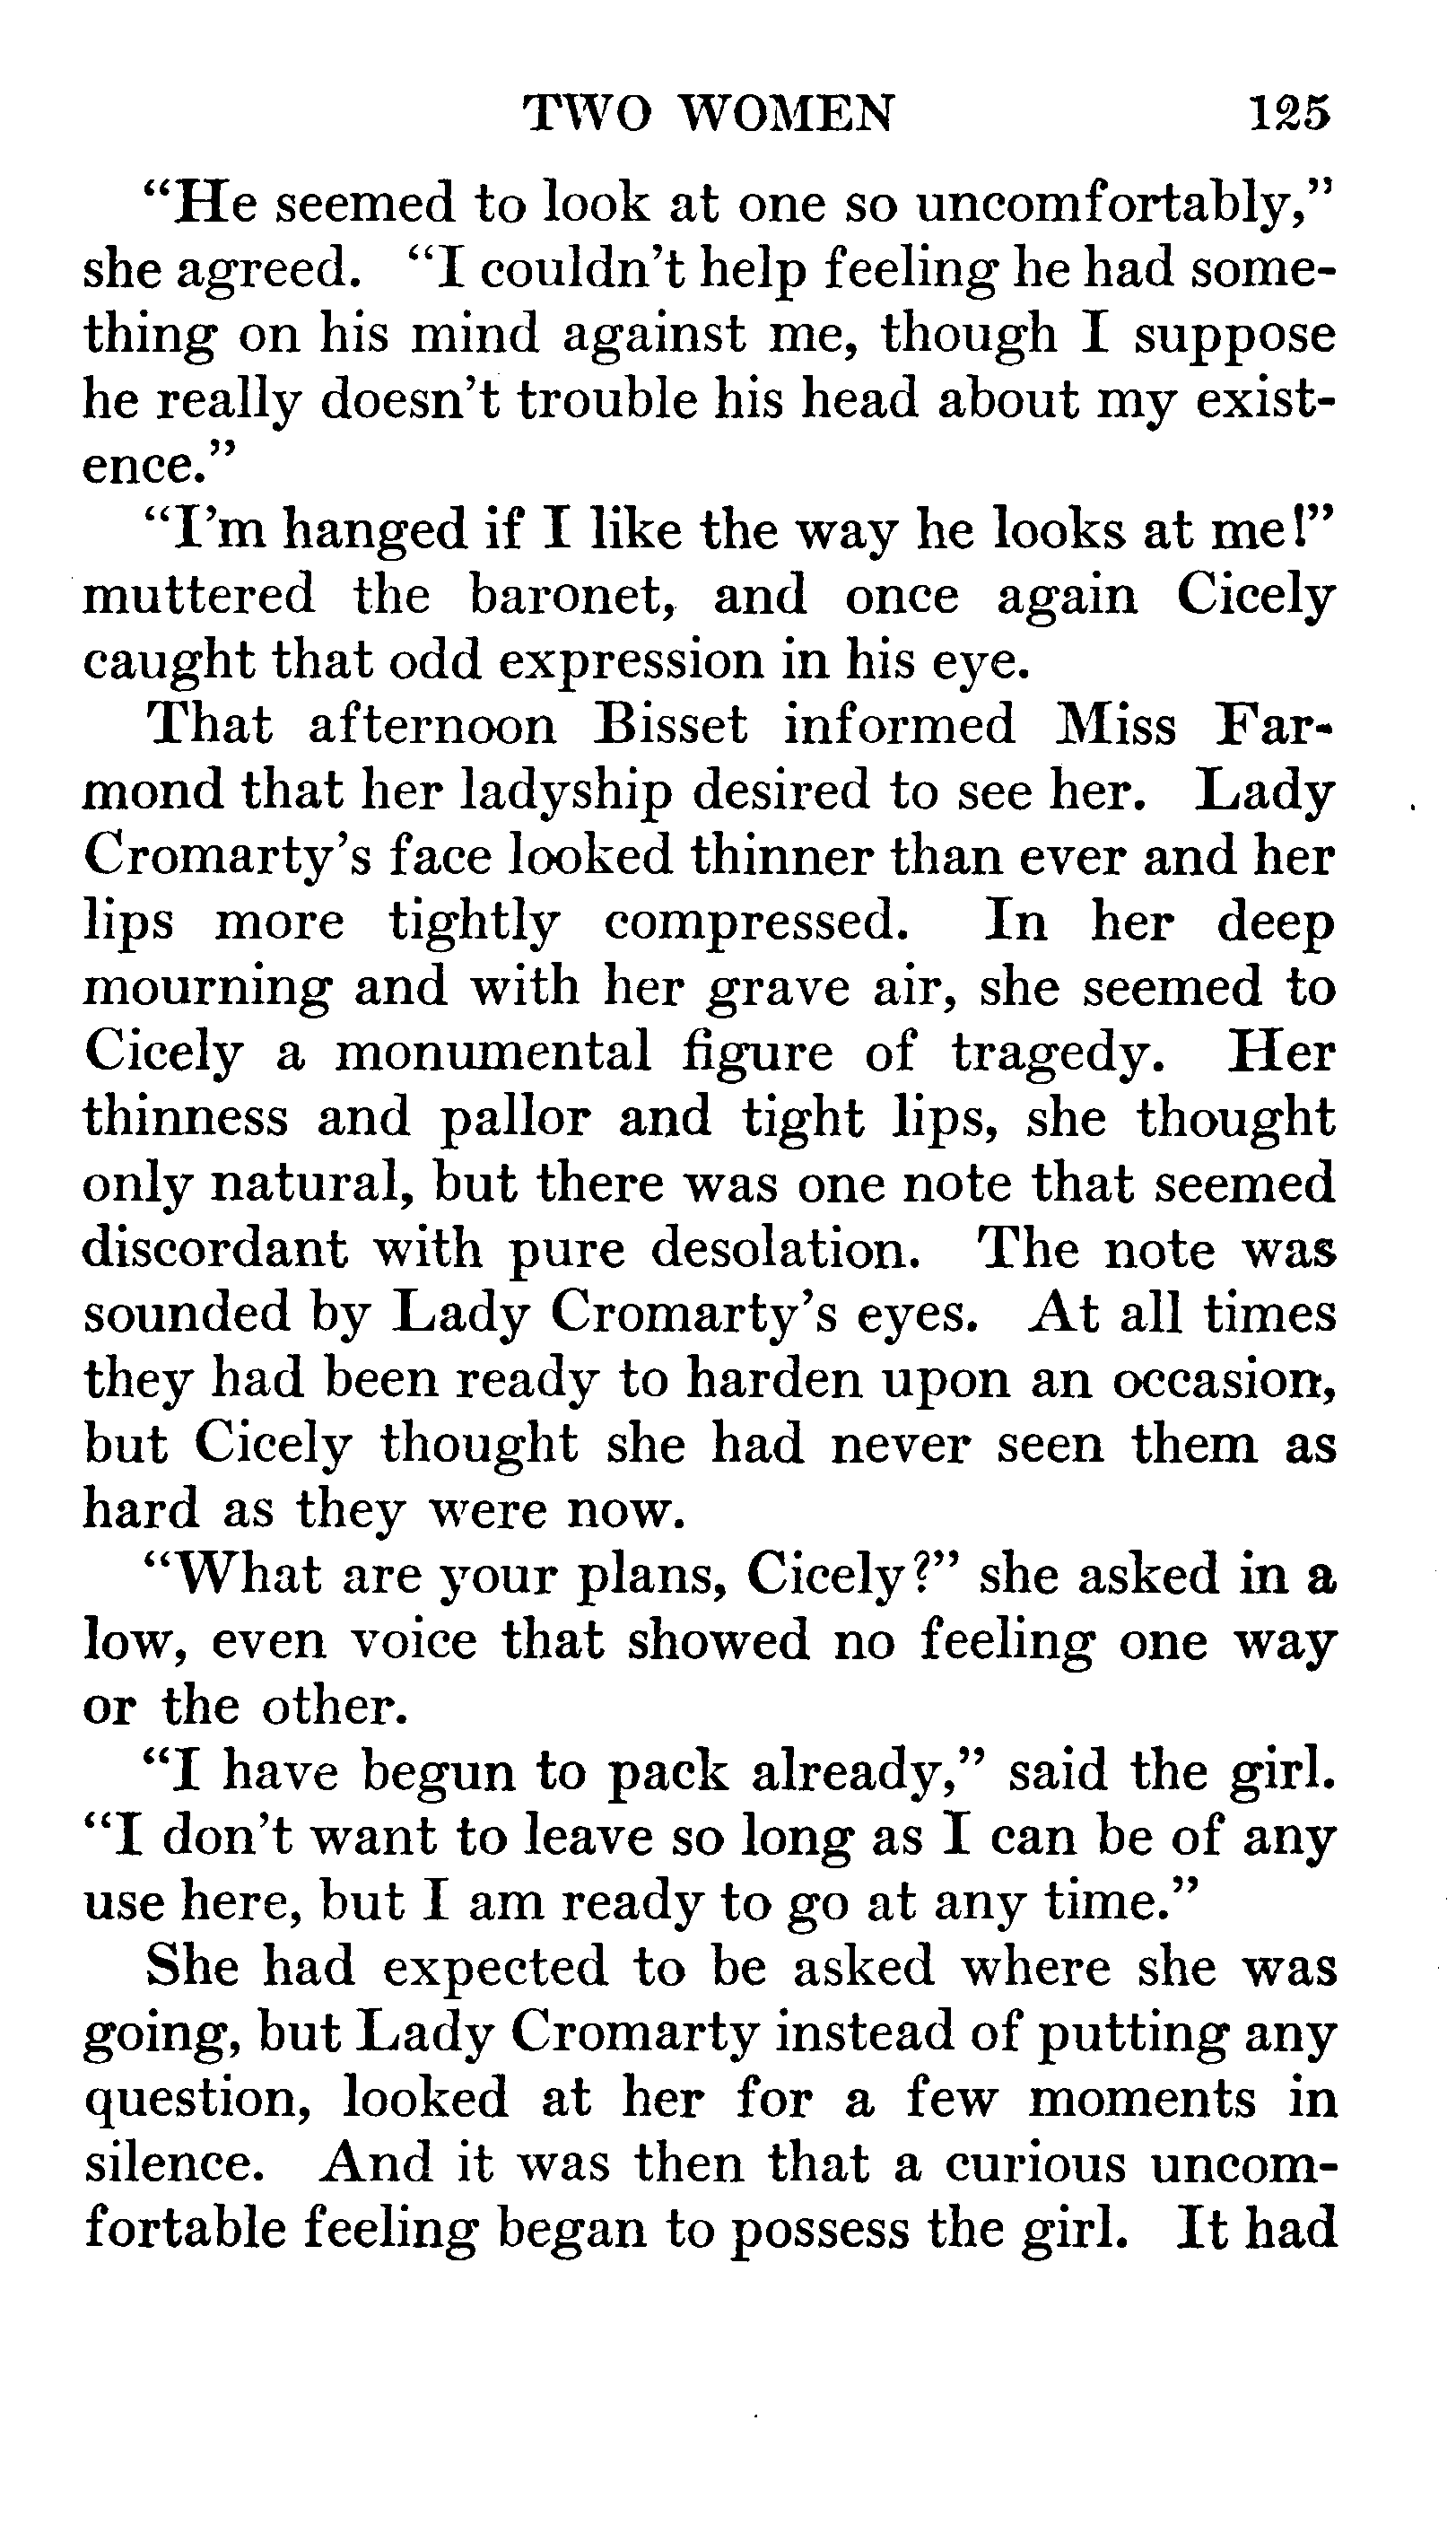 TWO WOMEN 125
“He seemed to look at one so uncomfortably,”
she agreed. “I couldn't help feeling he had some-
thing on his mind against me, though I suppose
he really doesn't trouble his head about my exist-
ence.”
“I'm hanged if I like the way he looks at me!”
muttered the baronet, and once again Cicely
caught that odd expression in his eye.
That afternoon Bisset informed Miss Far-
mond that her ladyship desired to see her. Lady
Cromarty's face looked thinner than ever and her
lips more tightly compressed. In her deep
mourning and with her grave air, she seemed to
Cicely a monumental figure of tragedy. Her
thinness and pallor and tight lips, she thought
only natural, but there was one note that seemed
discordant with pure desolation. The note was
sounded by Lady Cromarty's eyes. At all times
they had been ready to harden upon an occasion,
but Cicely thought she had never seen them as
hard as they were now.
“What are your plans, Cicely?” she asked in a
low, even voice that showed no feeling one way
or the other.
“I have begun to pack already,” said the girl.
“I don't want to leave so long as I can be of any
use here, but I am ready to go at any time.”
She had expected to be asked where she was
going, but Lady Cromarty instead of putting any
question, looked at her for a few moments in
silence. And it was then that a curious uncom-
fortable feeling began to possess the girl. It had